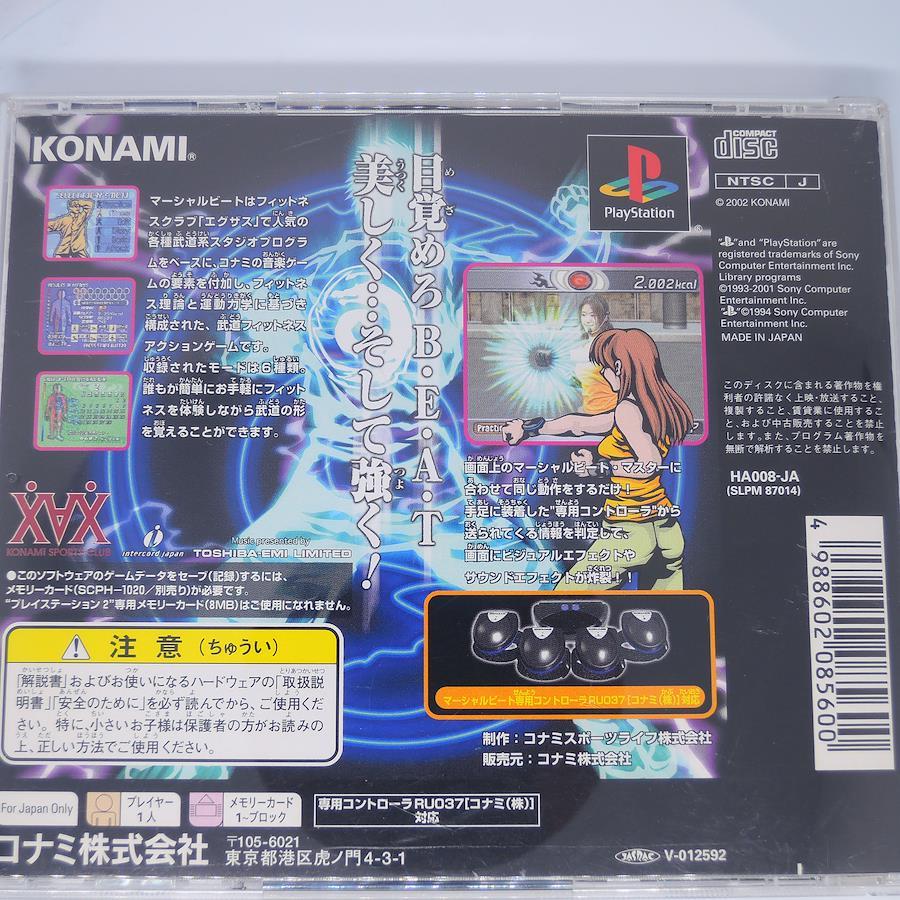 KONAMI®
目覚めろB・E・A・T
美しく…そして強く！
マーシャルビートはフィットネ
スクラブ「エグザス」で人気の
各種武道系スタジオプログラ
ムをベースに、コナミの音楽ゲー
ムの要素を付加し、フィットネ
ス理論と運動力学に基づき
構成された、武道フィットネス
アクションゲームです。
収録されたモードは6種類。
誰もが簡単にお手軽にフィット
ネスを体験しながら武道の形
を覚えることができます。
PlayStation
®
COMPACT
disc
NTSC J
© 2002 KONAMI
and "PlayStation" are
registered trademarks of Sony
Computer Entertainment Inc.
Library programs
©1993-2001 Sony Computer
Entertainment Inc.
" "©1994 Sony Computer
Entertainment Inc.
MADE IN JAPAN
2.002kcal
画面上のマーシャルビート・マスターに
合わせて同じ動作をするだけ！
手足に装着した"専用コントローラ"から
送られてくる情報を判定して、
画面にビジュアルエフェクトや
サウンドエフェクトが炸裂！！
このディスクに含まれる著作物を権
利者の許諾なく上映・放送すること、
複製すること、賃貸業に使用するこ
と、および中古販売することを禁止
します。また、プログラム著作物を
無断で解析することを禁止します。
HA008-JA
(SLPM 87014)
4 988602 085600
XAX
KONAMI SPORTS CLUB
intercord japan
Music presented by
TOSHIBA-EMI LIMITED
●このソフトウェアのゲームデータをセーブ（記録）するには、
メモリーカード（SCPH－1020／別売り）が必要です。
"プレイステーション 2"専用メモリーカード（8MB）はご使用になれません。
注意（ちゅうい）
「解説書」およびお使いになるハードウェアの「取扱説
明書」「安全のために」を必ず読んでから、ご使用くだ
さい。特に、小さいお子様は保護者の方がお読みの
上、正しい方法でご使用ください。
マーシャルビート専用コントローラRU037［コナミ（株）］対応
制作：コナミスポーツライフ株式会社
販売元：コナミ株式会社
For Japan Only
プレイヤー
1人
メモリーカード
1～ブロック
専用コントローラRU037［コナミ（株）］
対応
コナミ株式会社
〒105-6021
東京都港区虎ノ門4-3-1
JASRAC V-012592